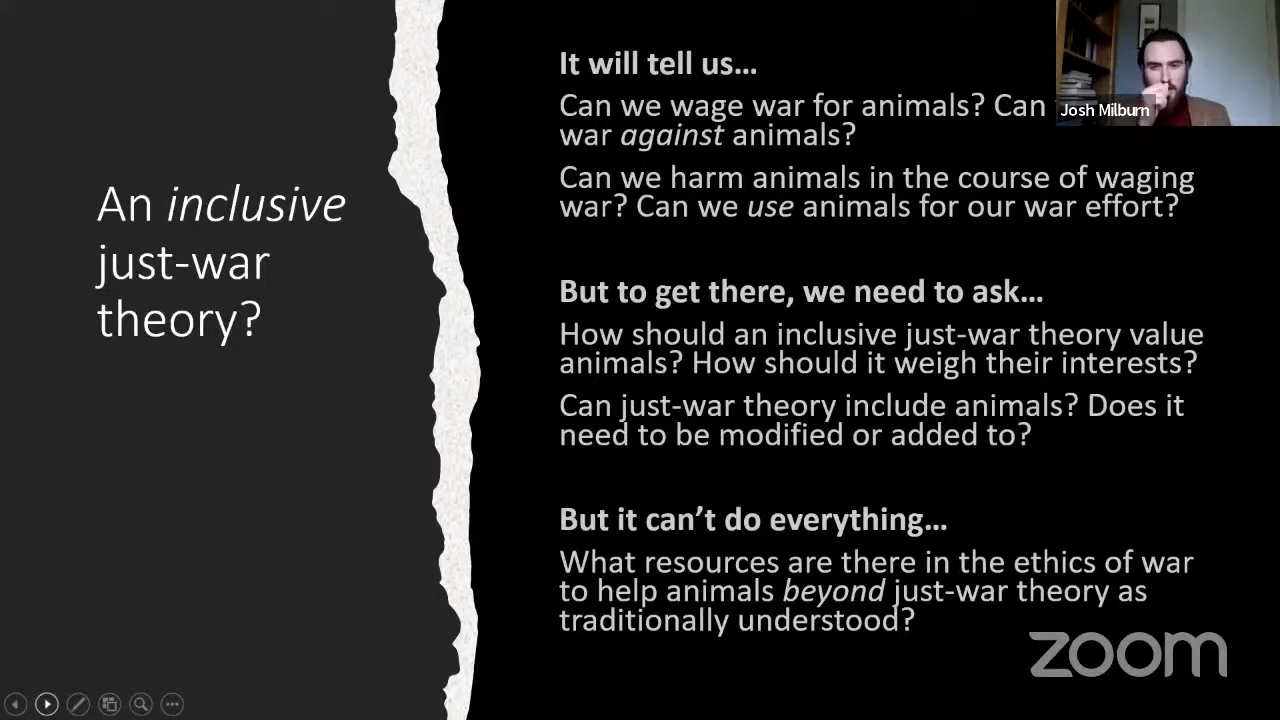 An inclusive
just-war
theory?
It will tell us...
Can we wage war for animals? Can
war against animals?
Can we harm animals in the course of waging
war? Can we use animals for our war effort?
But to get there, we need to ask...
How should an inclusive just-war theory value
animals? How should it weigh their interests?
Can just-war theory include animals? Does it
need to be modified or added to?
But it can’t do everything...
What resources are there in the ethics of war
to help animals beyond just-war theory as
traditionally understood?
Josh Milburn
zoom